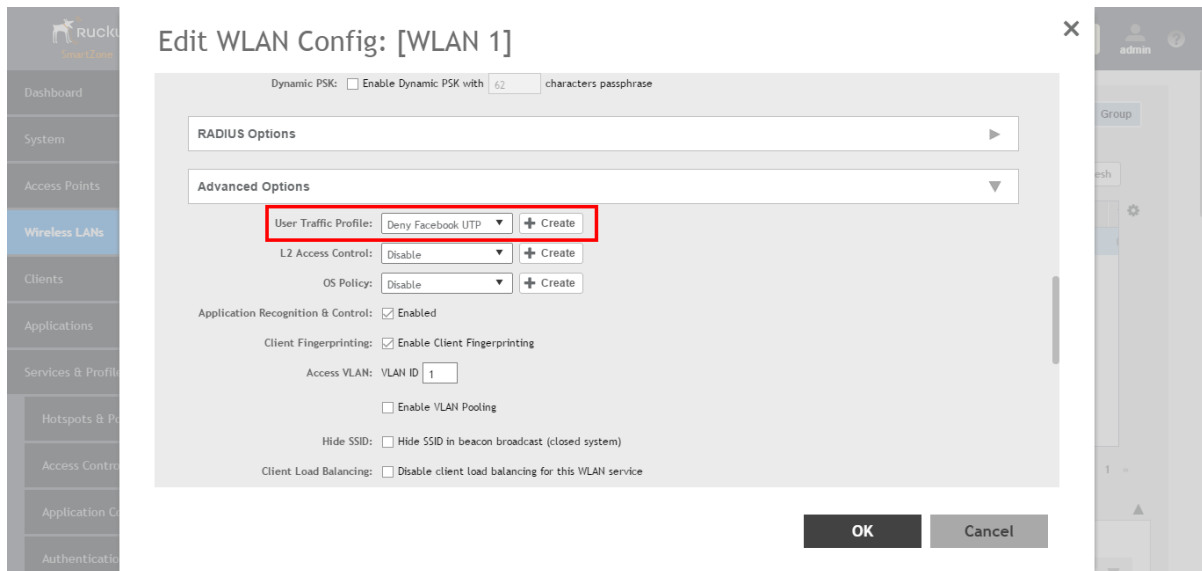 RUCKU
SmartZone
Edit WLAN Config: [WLAN 1]
admin
Dashboard
System
Access Points
Wireless LANs
Clients
Applications
Services & Profile
Hotspots & Po
Access Contro
Application Co
Authenticatio
Dynamic PSK: Enable Dynamic PSK with 62 characters passphrase
RADIUS Options
Advanced Options
User Traffic Profile: Deny Facebook UTP + Create
L2 Access Control: Disable + Create
OS Policy: Disable + Create
Application Recognition & Control: Enabled
Client Fingerprinting: Enable Client Fingerprinting
Access VLAN: VLAN ID 1
Enable VLAN Pooling
Hide SSID: Hide SSID in beacon broadcast (closed system)
Client Load Balancing: Disable client load balancing for this WLAN service
OK Cancel
Group
esh
1